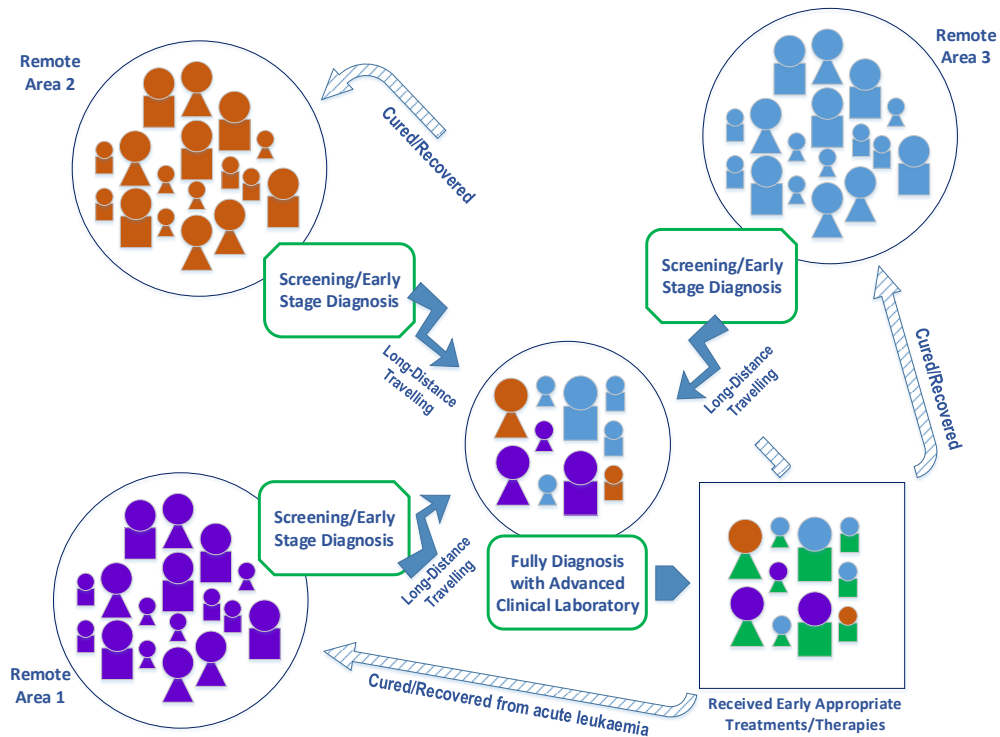 Remote
Area 2
Cured/Recovered
Remote
Area 3
Screening/Early
Stage Diagnosis
Screening/Early
Stage Diagnosis
Long-Distance
Travelling
Long-Distance
Travelling
Cured/Recovered
Screening/Early
Stage Diagnosis
Long-Distance
Travelling
Fully Diagnosis
with Advanced
Clinical Laboratory
Remote
Area 1
Cured/Recovered from acute leukaemia
Received Early Appropriate
Treatments/Therapies